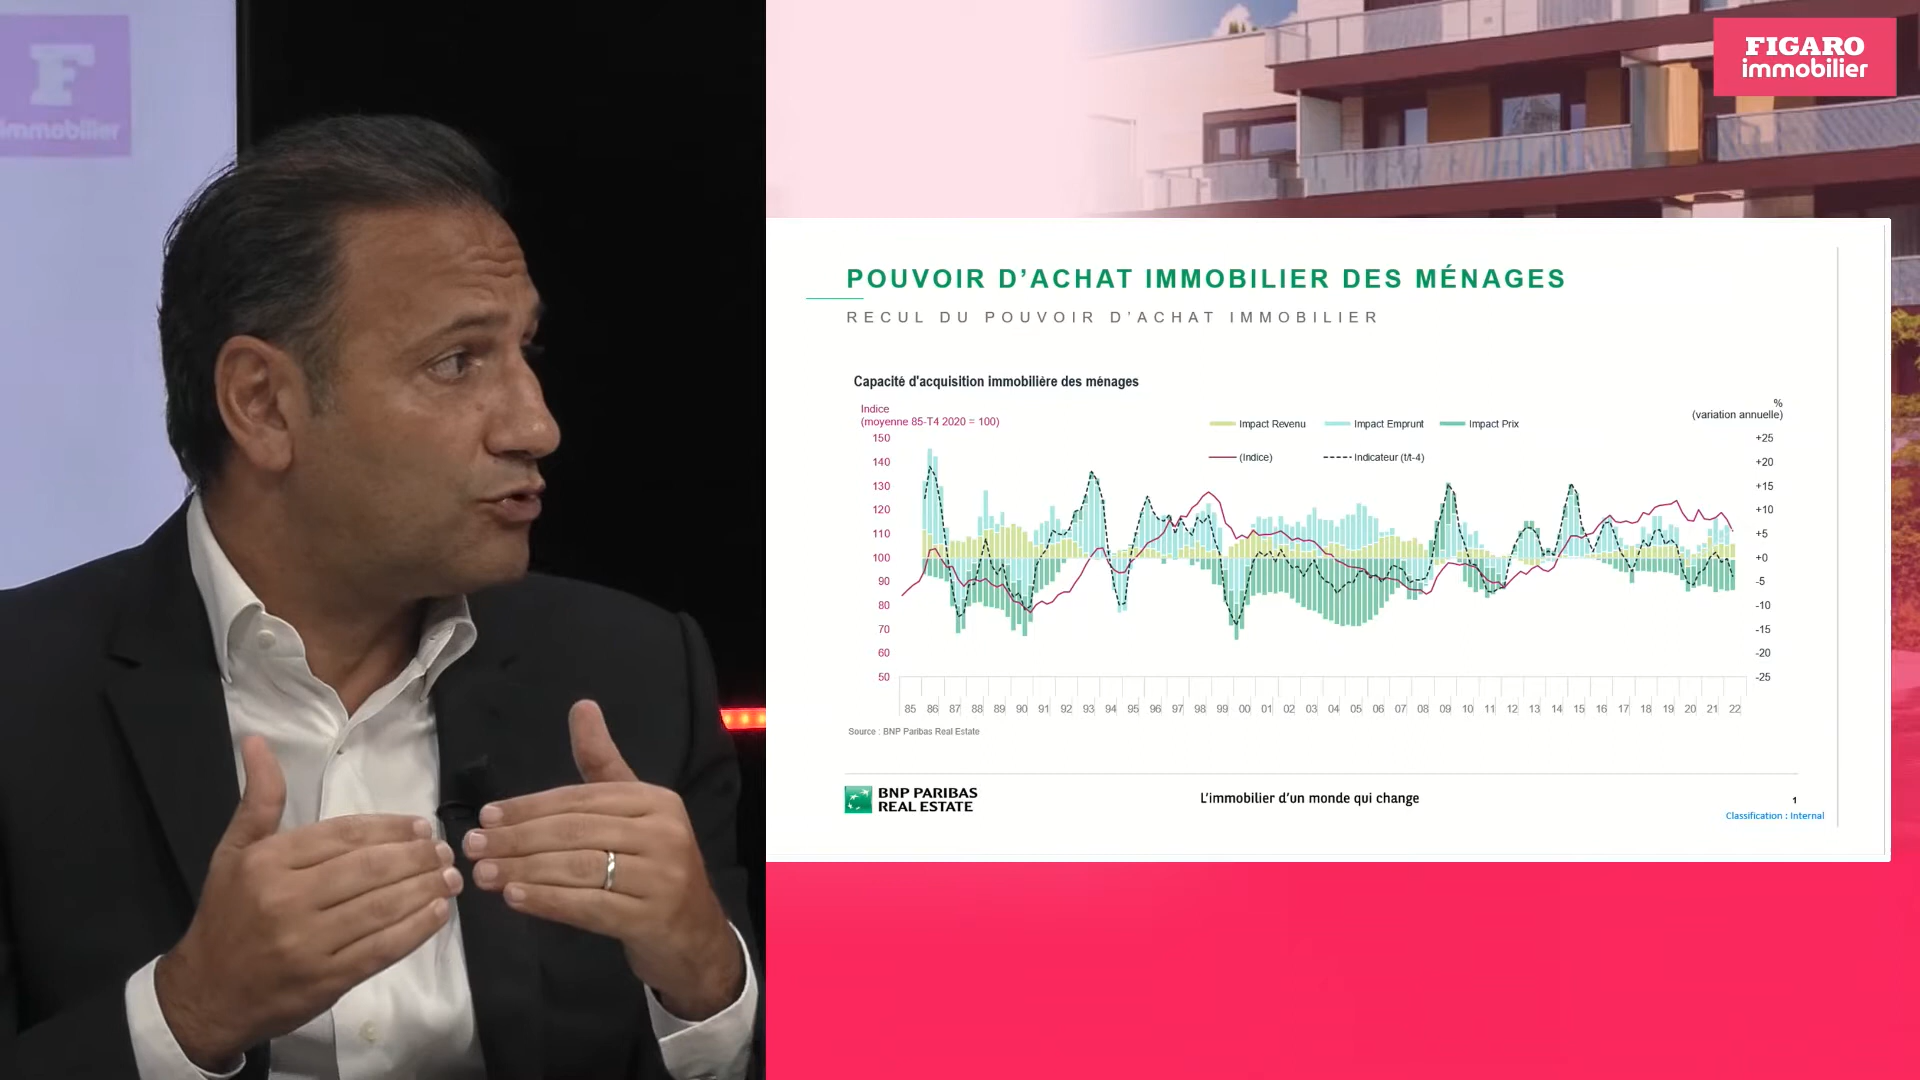 F
immobilier
FIGARO
immobilier
POUVOIR D’ACHAT IMMOBILIER DES MÉNAGES
RECUL DU POUVOIR D’ACHAT IMMOBILIER
Capacité d'acquisition immobilière des ménages
Indice
(moyenne 85-T4 2020 = 100)
%
(variation annuelle)
Impact Revenu Impact Emprunt Impact Prix
(Indice) Indicateur (t/t-4)
150 +25
140 +20
130 +15
120 +10
110 +5
100 +0
90 -5
80 -10
70 -15
60 -20
50 -25
85 86 87 88 89 90 91 92 93 94 95 96 97 98 99 00 01 02 03 04 05 06 07 08 09 10 11 12 13 14 15 16 17 18 19 20 21 22
Source : BNP Paribas Real Estate
BNP PARIBAS
REAL ESTATE
L'immobilier d'un monde qui change
1
Classification : Internal